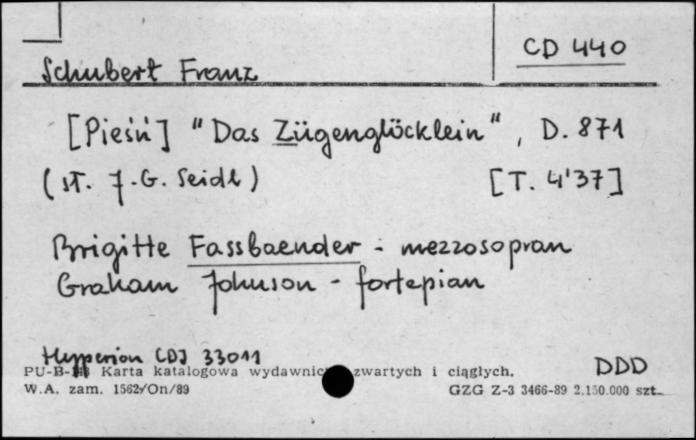 CD 440
Schubert Franz
[Pieśń] "Das Zügenglöcklein", D. 871
(sł. J. G. Seidl) [T. 4'37]
Brigitte Fassbaender - mezzosopran
Graham Johnson - fortepian
Hyperion CDJ 33011 DDD
PU-B- Karta katalogowa wydawnict zwartych i ciągłych.
W.A. zam. 1562/On/89 GZG Z-3 3466-89 2.150.000 szt.